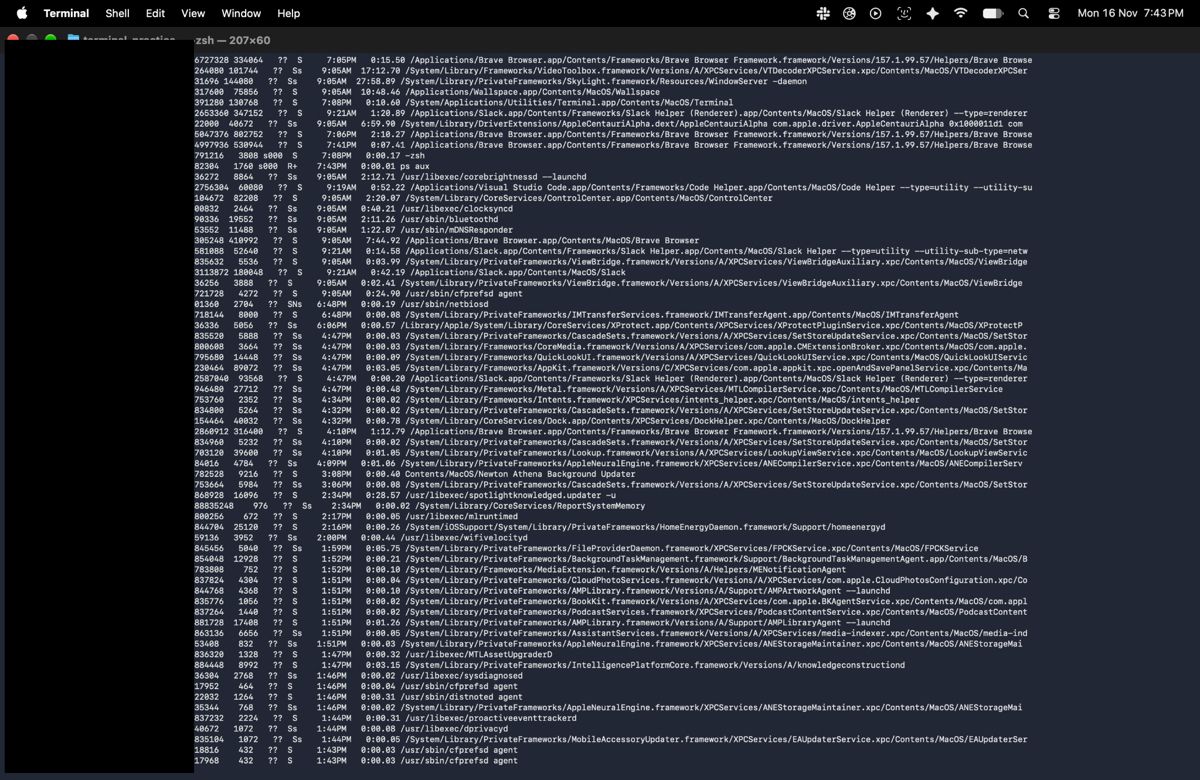 Terminal Shell Edit View Window Help Mon 16 Nov 7:43 PM
-zsh — 207×60
6727328 334064 ?? S 7:05PM 0:15.50 /Applications/Brave Browser.app/Contents/Frameworks/Brave Browser Framework.framework/Versions/157.1.99.57/Helpers/Brave Browse
264080 101744 ?? Ss 9:05AM 17:12.70 /System/Library/Frameworks/VideoToolbox.framework/Versions/A/XPCServices/VTDecoderXPCService.xpc/Contents/MacOS/VTDecoderXPCSer
31696 144080 ?? Ss 9:05AM 27:58.89 /System/Library/PrivateFrameworks/SkyLight.framework/Resources/WindowServer -daemon
317600 75856 ?? S 9:05AM 10:48.46 /Applications/Wallspace.app/Contents/MacOS/Wallspace
391280 130768 ?? S 7:08PM 0:10.60 /System/Applications/Utilities/Terminal.app/Contents/MacOS/Terminal
2653360 347152 ?? S 9:21AM 1:20.89 /Applications/Slack.app/Contents/Frameworks/Slack Helper (Renderer).app/Contents/MacOS/Slack Helper (Renderer) --type=renderer
22000 40672 ?? Ss 9:05AM 6:59.90 /System/Library/DriverExtensions/AppleCentauriAlpha.dext/AppleCentauriAlpha com.apple.driver.AppleCentauriAlpha 0x1000011d1 com
5047376 802752 ?? S 7:06PM 2:10.27 /Applications/Brave Browser.app/Contents/Frameworks/Brave Browser Framework.framework/Versions/157.1.99.57/Helpers/Brave Browse
4997936 530944 ?? S 7:41PM 0:07.41 /Applications/Brave Browser.app/Contents/Frameworks/Brave Browser Framework.framework/Versions/157.1.99.57/Helpers/Brave Browse
791216 3808 s000 S 7:08PM 0:00.17 -zsh
82304 1760 s000 R+ 7:43PM 0:00.01 ps aux
36272 8864 ?? Ss 9:05AM 2:12.71 /usr/libexec/corebrightnessd --launchd
2756304 60080 ?? S 9:19AM 0:52.22 /Applications/Visual Studio Code.app/Contents/Frameworks/Code Helper.app/Contents/MacOS/Code Helper --type=utility --utility-su
104672 82208 ?? S 9:05AM 2:20.07 /System/Library/CoreServices/ControlCenter.app/Contents/MacOS/ControlCenter
00832 2464 ?? Ss 9:05AM 0:40.21 /usr/libexec/clocksyncd
90336 19552 ?? Ss 9:05AM 2:11.26 /usr/sbin/bluetoothd
53552 11488 ?? Ss 9:05AM 1:22.87 /usr/sbin/mDNSResponder
305248 410992 ?? S 9:05AM 7:44.92 /Applications/Brave Browser.app/Contents/MacOS/Brave Browser
581088 52640 ?? S 9:21AM 0:14.58 /Applications/Slack.app/Contents/Frameworks/Slack Helper.app/Contents/MacOS/Slack Helper --type=utility --utility-sub-type=netw
835632 5536 ?? S 9:06AM 0:03.99 /System/Library/PrivateFrameworks/ViewBridge.framework/Versions/A/XPCServices/ViewBridgeAuxiliary.xpc/Contents/MacOS/ViewBridge
3113872 180048 ?? S 9:21AM 0:42.19 /Applications/Slack.app/Contents/MacOS/Slack
36256 3888 ?? S 9:05AM 0:02.41 /System/Library/PrivateFrameworks/ViewBridge.framework/Versions/A/XPCServices/ViewBridgeAuxiliary.xpc/Contents/MacOS/ViewBridge
721728 4272 ?? S 9:05AM 0:24.90 /usr/sbin/cfprefsd agent
01360 2704 ?? SNs 6:48PM 0:00.19 /usr/sbin/netbiosd
718144 8000 ?? S 6:48PM 0:00.08 /System/Library/PrivateFrameworks/IMTransferServices.framework/IMTransferAgent.app/Contents/MacOS/IMTransferAgent
36336 5056 ?? Ss 6:06PM 0:00.57 /Library/Apple/System/Library/CoreServices/XProtect.app/Contents/XPCServices/XProtectPluginService.xpc/Contents/MacOS/XProtectP
835520 5888 ?? Ss 4:47PM 0:00.03 /System/Library/PrivateFrameworks/CascadeSets.framework/Versions/A/XPCServices/SetStoreUpdateService.xpc/Contents/MacOS/SetStor
800608 3664 ?? Ss 4:47PM 0:00.03 /System/Library/Frameworks/CoreMedia.framework/Versions/A/XPCServices/com.apple.CMExtensionBroker.xpc/Contents/MacOS/com.apple.
795680 14448 ?? Ss 4:47PM 0:00.09 /System/Library/Frameworks/QuickLookUI.framework/Versions/A/XPCServices/QuickLookUIService.xpc/Contents/MacOS/QuickLookUIServic
230464 89072 ?? Ss 4:47PM 0:03.05 /System/Library/Frameworks/AppKit.framework/Versions/C/XPCServices/com.apple.appkit.xpc.openAndSavePanelService.xpc/Contents/Ma
2587040 93568 ?? S 4:47PM 0:00.20 /Applications/Slack.app/Contents/Frameworks/Slack Helper (Renderer).app/Contents/MacOS/Slack Helper (Renderer) --type=renderer
946480 27712 ?? Ss 4:47PM 0:00.48 /System/Library/Frameworks/Metal.framework/Versions/A/XPCServices/MTLCompilerService.xpc/Contents/MacOS/MTLCompilerService
753760 2352 ?? Ss 4:34PM 0:00.02 /System/Library/Frameworks/Intents.framework/XPCServices/intents_helper.xpc/Contents/MacOS/intents_helper
834800 5264 ?? Ss 4:32PM 0:00.02 /System/Library/PrivateFrameworks/CascadeSets.framework/Versions/A/XPCServices/SetStoreUpdateService.xpc/Contents/MacOS/SetStor
154464 40032 ?? Ss 4:32PM 0:00.78 /System/Library/CoreServices/Dock.app/Contents/XPCServices/DockHelper.xpc/Contents/MacOS/DockHelper
2860912 316400 ?? S 4:10PM 1:12.79 /Applications/Brave Browser.app/Contents/Frameworks/Brave Browser Framework.framework/Versions/157.1.99.57/Helpers/Brave Browse
834960 5232 ?? Ss 4:10PM 0:00.02 /System/Library/PrivateFrameworks/CascadeSets.framework/Versions/A/XPCServices/SetStoreUpdateService.xpc/Contents/MacOS/SetStor
703120 39600 ?? Ss 4:10PM 0:01.05 /System/Library/PrivateFrameworks/Lookup.framework/Versions/A/XPCServices/LookupViewService.xpc/Contents/MacOS/LookupViewServic
84016 4784 ?? Ss 4:09PM 0:01.06 /System/Library/PrivateFrameworks/AppleNeuralEngine.framework/XPCServices/ANECompilerService.xpc/Contents/MacOS/ANECompilerServ
782528 9216 ?? S 3:08PM 0:00.40 Contents/MacOS/Newton Athena Background Updater
753664 5984 ?? Ss 3:06PM 0:00.08 /System/Library/PrivateFrameworks/CascadeSets.framework/Versions/A/XPCServices/SetStoreUpdateService.xpc/Contents/MacOS/SetStor
868928 16096 ?? S 2:34PM 0:28.57 /usr/libexec/spotlightknowledged.updater -u
88835248 976 ?? Ss 2:34PM 0:00.02 /System/Library/CoreServices/ReportSystemMemory
800256 672 ?? S 2:17PM 0:00.05 /usr/libexec/mlruntimed
844704 25120 ?? S 2:16PM 0:00.26 /System/iOSSupport/System/Library/PrivateFrameworks/HomeEnergyDaemon.framework/Support/homeenergyd
59136 3952 ?? Ss 2:00PM 0:00.44 /usr/libexec/wifivelocityd
845456 5040 ?? Ss 1:59PM 0:05.75 /System/Library/PrivateFrameworks/FileProviderDaemon.framework/XPCServices/FPCKService.xpc/Contents/MacOS/FPCKService
854048 12928 ?? S 1:52PM 0:00.21 /System/Library/PrivateFrameworks/BackgroundTaskManagement.framework/Support/BackgroundTaskManagementAgent.app/Contents/MacOS/B
783808 752 ?? S 1:52PM 0:00.10 /System/Library/Frameworks/MediaExtension.framework/Versions/A/Helpers/MENotificationAgent
837824 4304 ?? S 1:51PM 0:00.04 /System/Library/PrivateFrameworks/CloudPhotoServices.framework/Versions/A/XPCServices/com.apple.CloudPhotosConfiguration.xpc/Co
844768 4368 ?? S 1:51PM 0:00.10 /System/Library/PrivateFrameworks/AMPLibrary.framework/Versions/A/Support/AMPArtworkAgent --launchd
835776 1056 ?? S 1:51PM 0:00.02 /System/Library/PrivateFrameworks/BookKit.framework/Versions/A/XPCServices/com.apple.BKAgentService.xpc/Contents/MacOS/com.appl
837264 1440 ?? S 1:51PM 0:00.02 /System/Library/PrivateFrameworks/PodcastServices.framework/XPCServices/PodcastContentService.xpc/Contents/MacOS/PodcastContent
881728 17408 ?? S 1:51PM 0:01.26 /System/Library/PrivateFrameworks/AMPLibrary.framework/Versions/A/Support/AMPLibraryAgent --launchd
863136 6656 ?? Ss 1:51PM 0:00.05 /System/Library/PrivateFrameworks/AssistantServices.framework/Versions/A/XPCServices/media-indexer.xpc/Contents/MacOS/media-ind
53408 832 ?? Ss 1:51PM 0:00.03 /System/Library/PrivateFrameworks/AppleNeuralEngine.framework/XPCServices/ANEStorageMaintainer.xpc/Contents/MacOS/ANEStorageMai
836320 1328 ?? S 1:47PM 0:00.32 /usr/libexec/MTLAssetUpgraderD
884448 8992 ?? S 1:47PM 0:03.15 /System/Library/PrivateFrameworks/IntelligencePlatformCore.framework/Versions/A/knowledgeconstructiond
36304 2768 ?? Ss 1:46PM 0:00.02 /usr/libexec/sysdiagnosed
17952 464 ?? S 1:46PM 0:00.04 /usr/sbin/cfprefsd agent
22032 1264 ?? S 1:46PM 0:00.31 /usr/sbin/distnoted agent
35344 768 ?? Ss 1:46PM 0:00.02 /System/Library/PrivateFrameworks/AppleNeuralEngine.framework/XPCServices/ANEStorageMaintainer.xpc/Contents/MacOS/ANEStorageMai
837232 2224 ?? S 1:44PM 0:00.31 /usr/libexec/proactiveeventtrackerd
40672 1072 ?? Ss 1:44PM 0:00.08 /usr/libexec/dprivacyd
835104 1072 ?? Ss 1:44PM 0:00.03 /System/Library/PrivateFrameworks/MobileAccessoryUpdater.framework/XPCServices/EAUpdaterService.xpc/Contents/MacOS/EAUpdaterSer
18816 432 ?? S 1:43PM 0:00.03 /usr/sbin/cfprefsd agent
17968 432 ?? S 1:43PM 0:00.03 /usr/sbin/cfprefsd agent